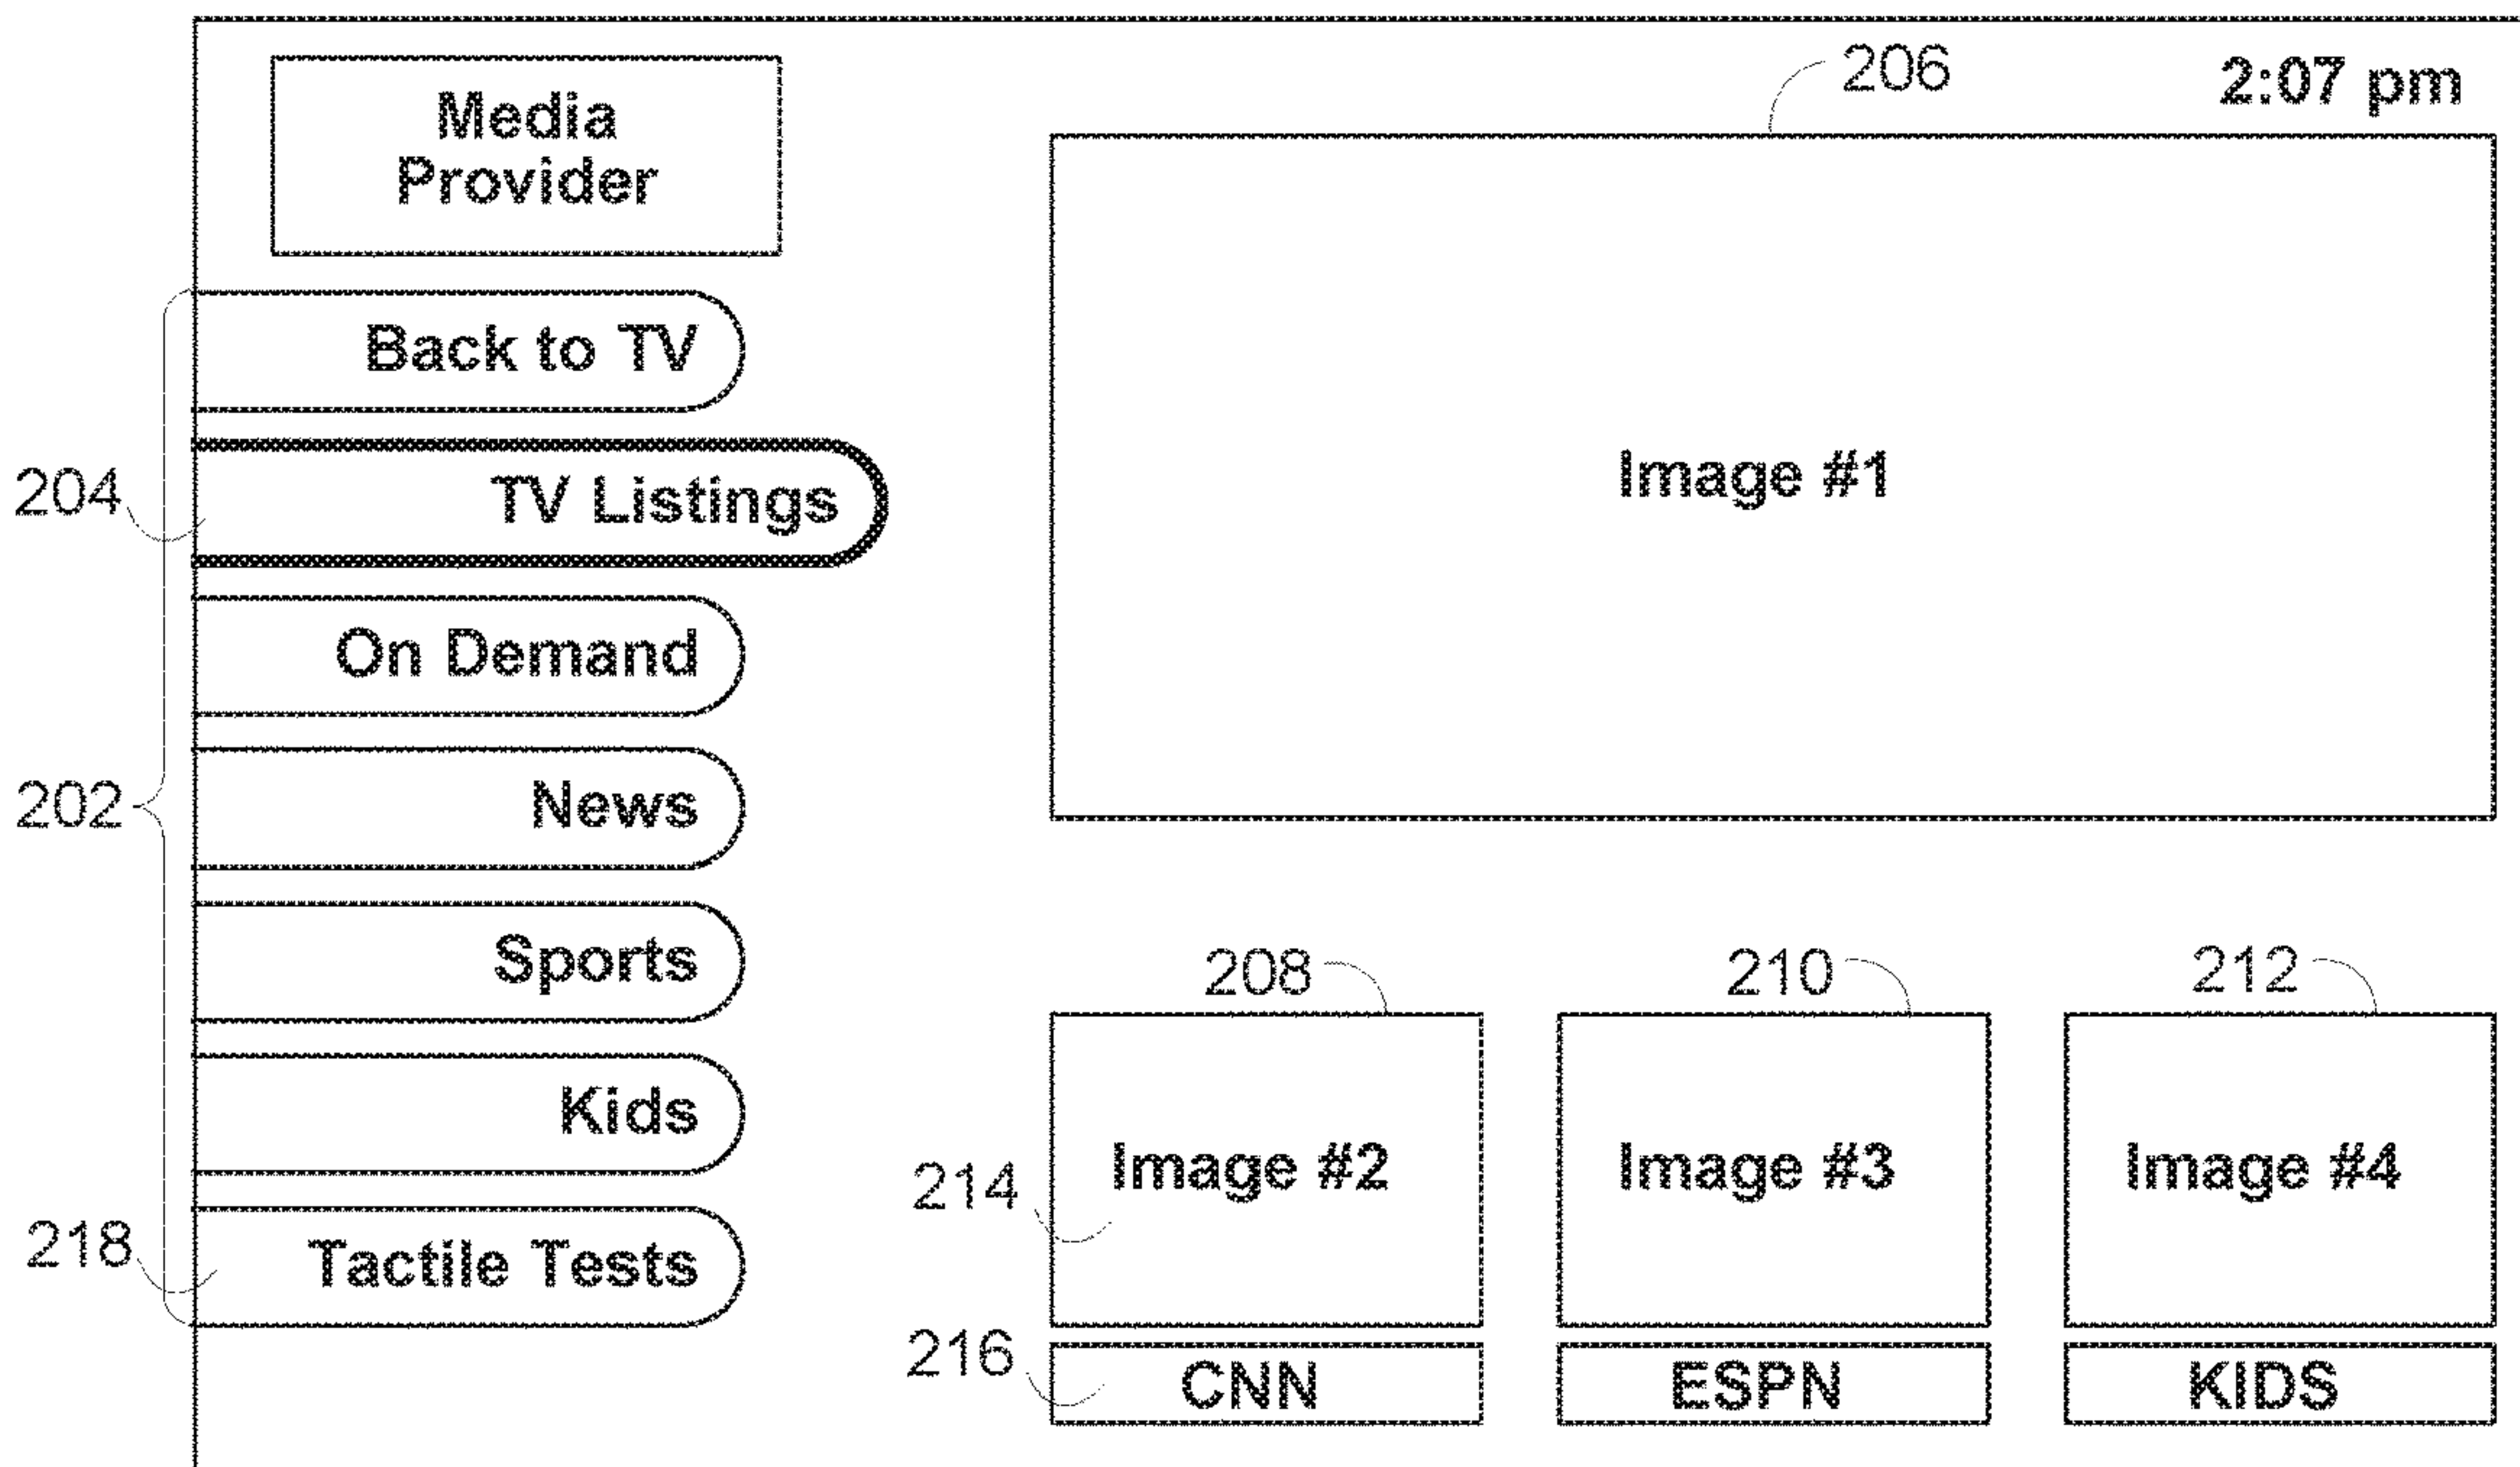 206
2:07 pm
Media
Provider
Back to TV
204
TV Listings
Image #1
On Demand
202
News
Sports
208
210
212
Kids
214
Image #2
Image #3
Image #4
218
Tactile Tests
216
CNN
ESPN
KIDS